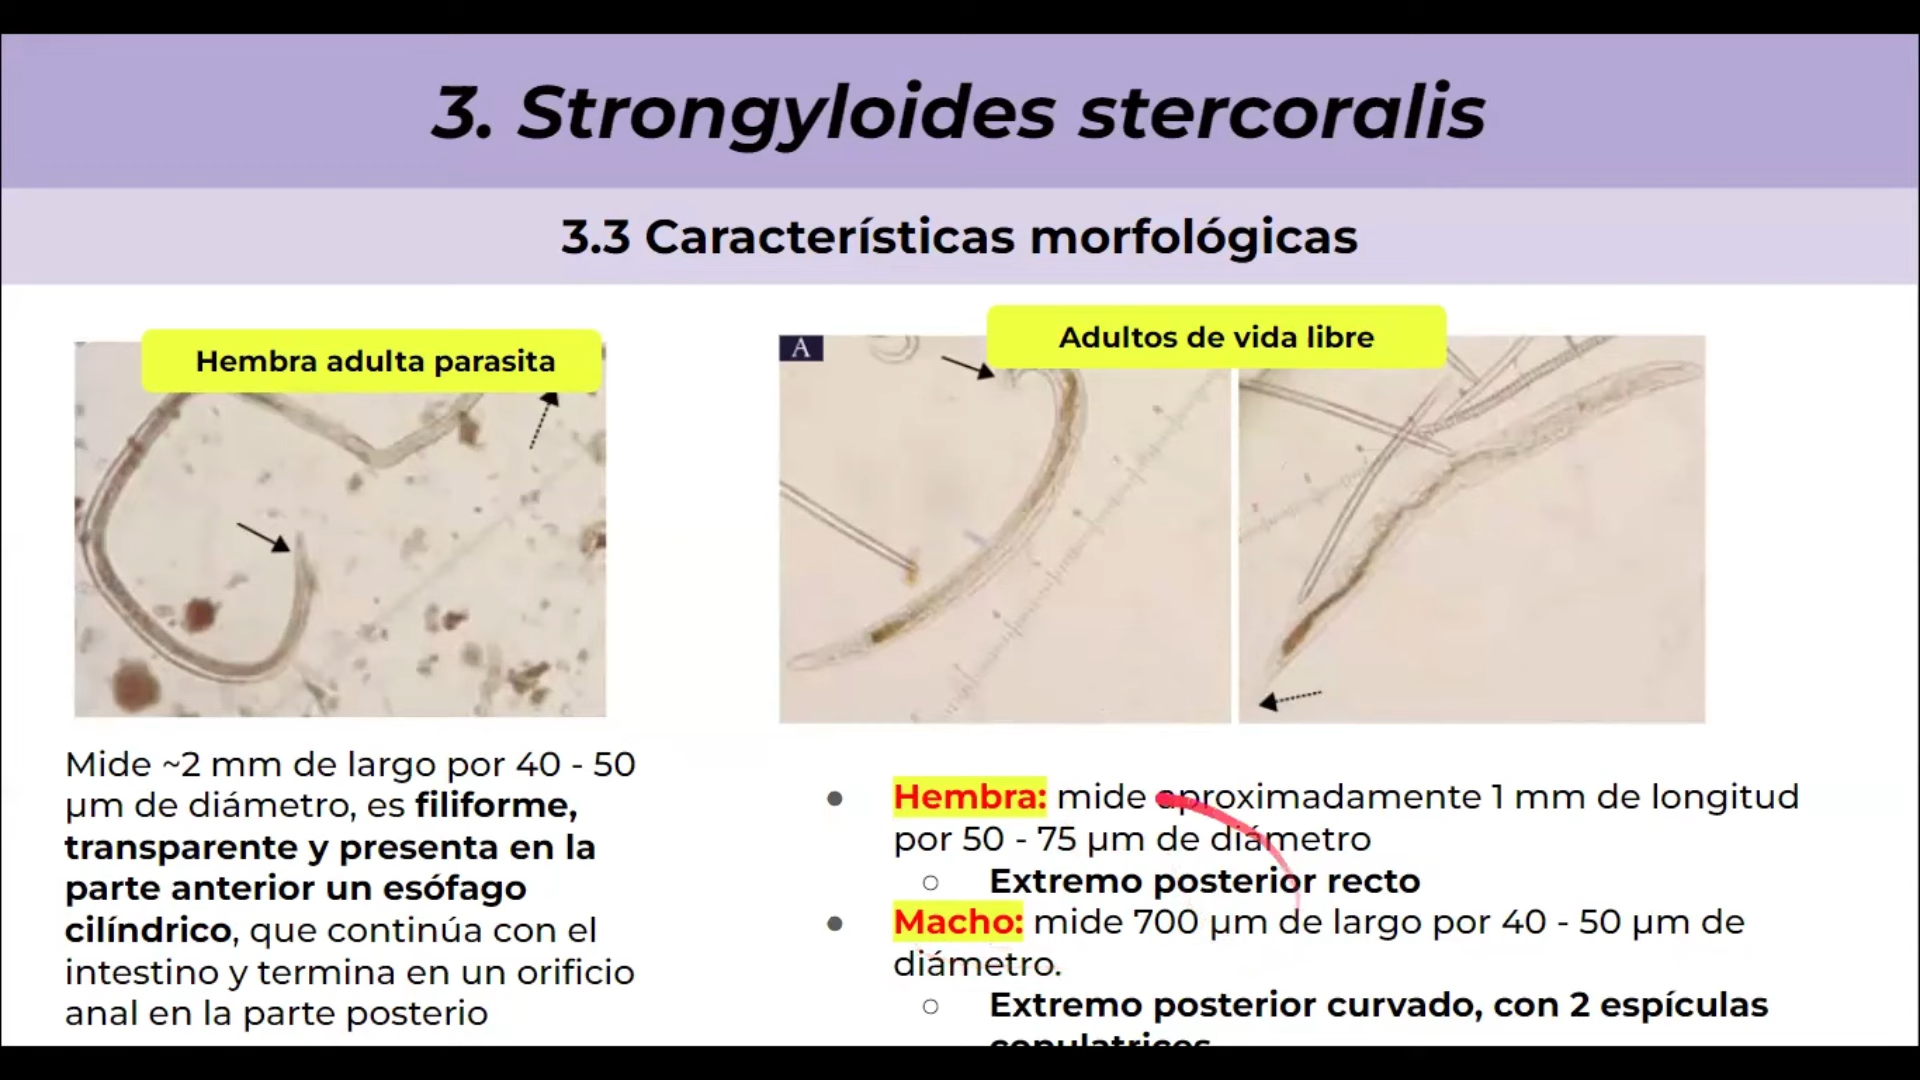 3. Strongyloides stercoralis
3.3 Características morfológicas
Hembra adulta parasita
Mide ~2 mm de largo por 40 - 50
µm de diámetro, es filiforme,
transparente y presenta en la
parte anterior un esófago
cilíndrico, que continúa con el
intestino y termina en un orificio
anal en la parte posterio
A
Adultos de vida libre
● Hembra: mide aproximadamente 1 mm de longitud
por 50 - 75 µm de diámetro
○ Extremo posterior recto
● Macho: mide 700 µm de largo por 40 - 50 µm de
diámetro.
○ Extremo posterior curvado, con 2 espículas
copulatrices